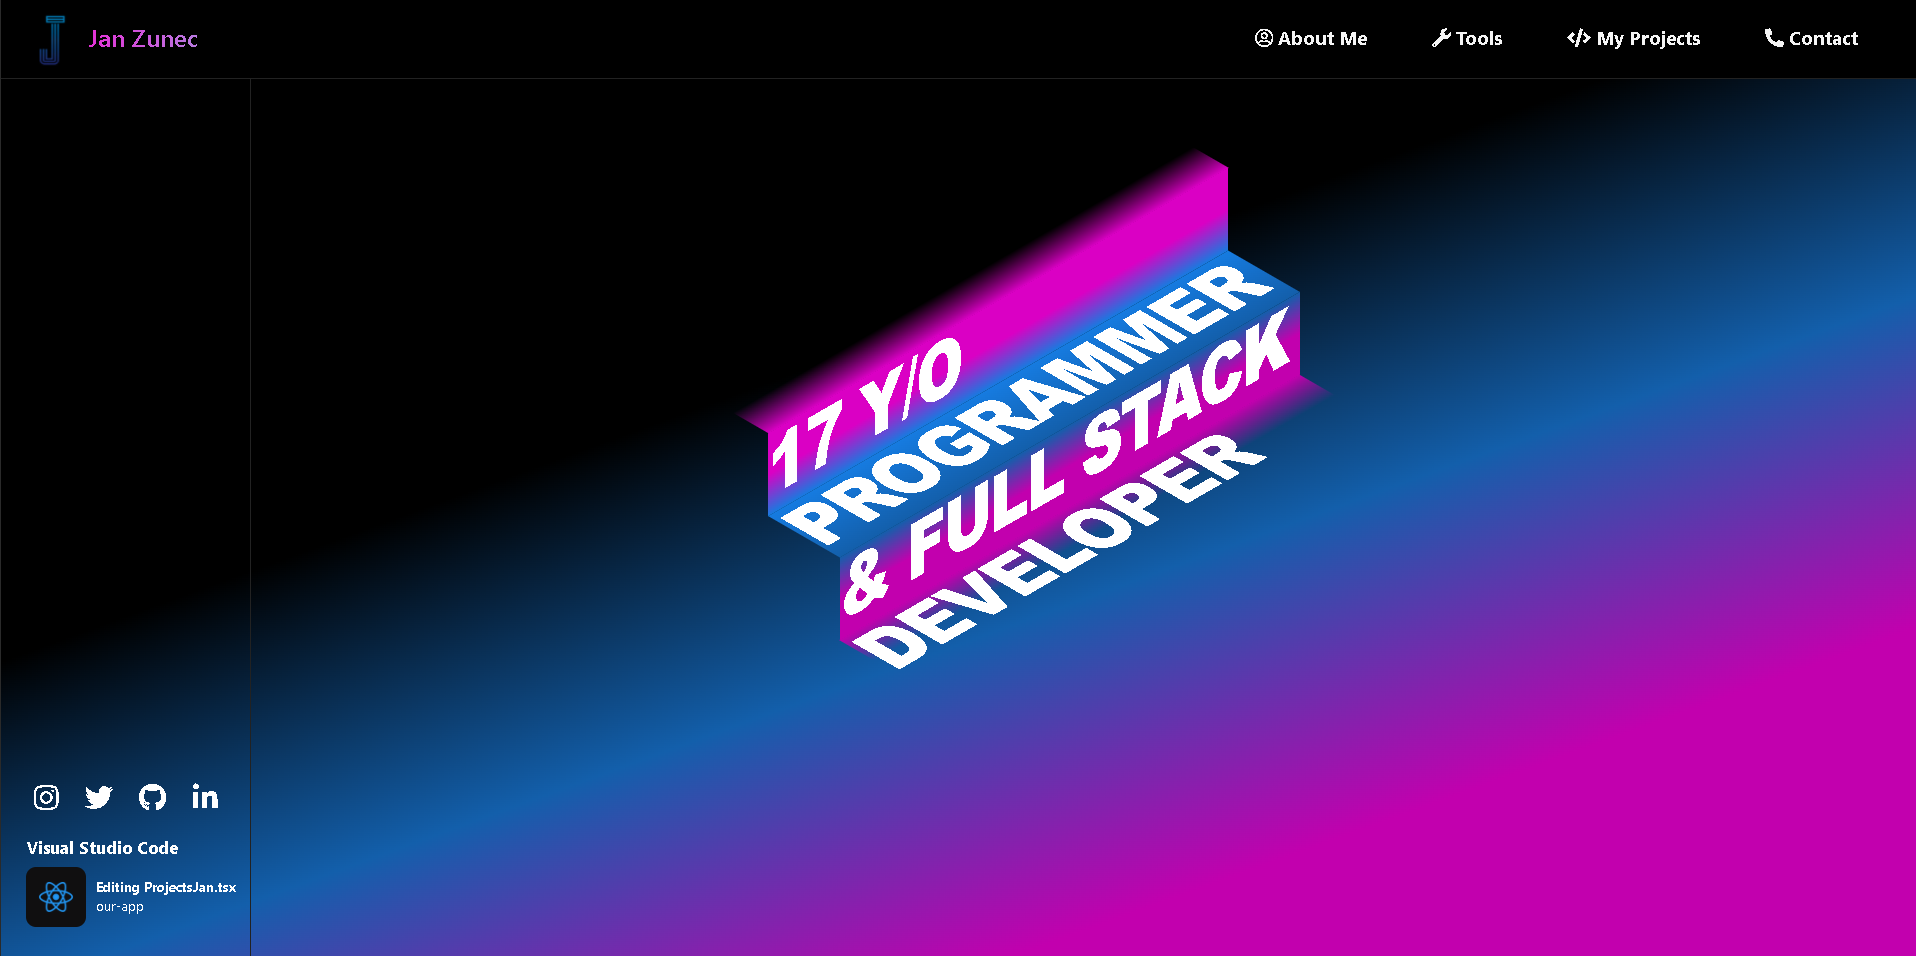 J
Jan Zunec
About Me
Tools
My Projects
Contact
17 Y/O
PROGRAMMER
& FULL STACK
DEVELOPER
in
Visual Studio Code
Editing ProjectsJan.tsx
our-app